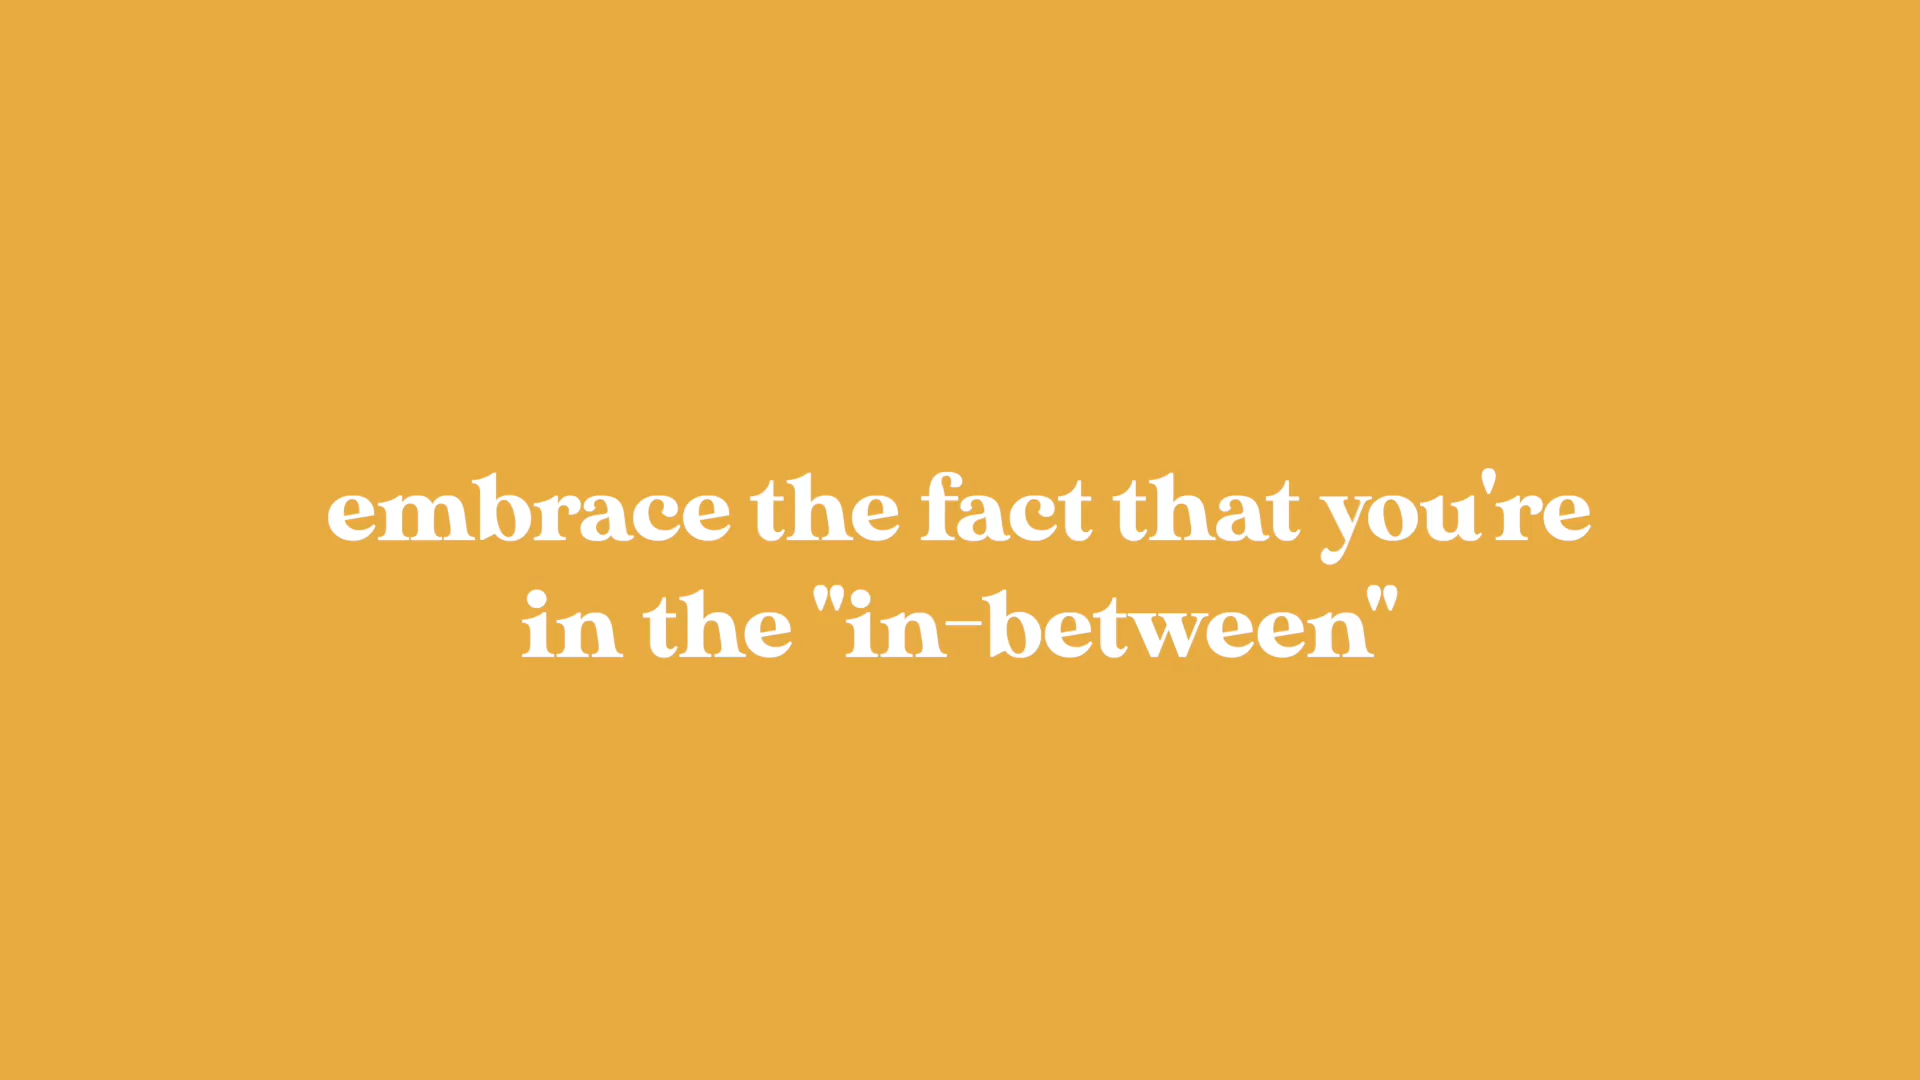 embrace the fact that you're
in the "in-between"